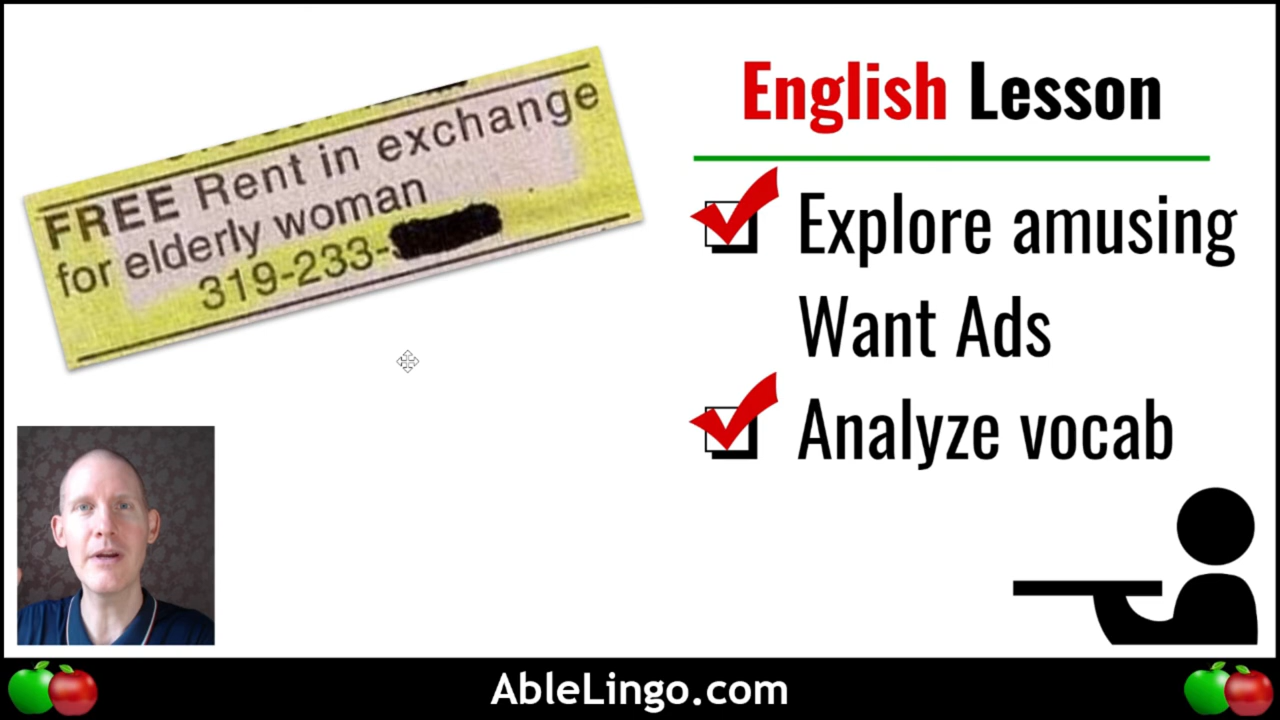 FREE Rent in exchange
for elderly woman
319-233-
English Lesson
Explore amusing
Want Ads
Analyze vocab
AbleLingo.com